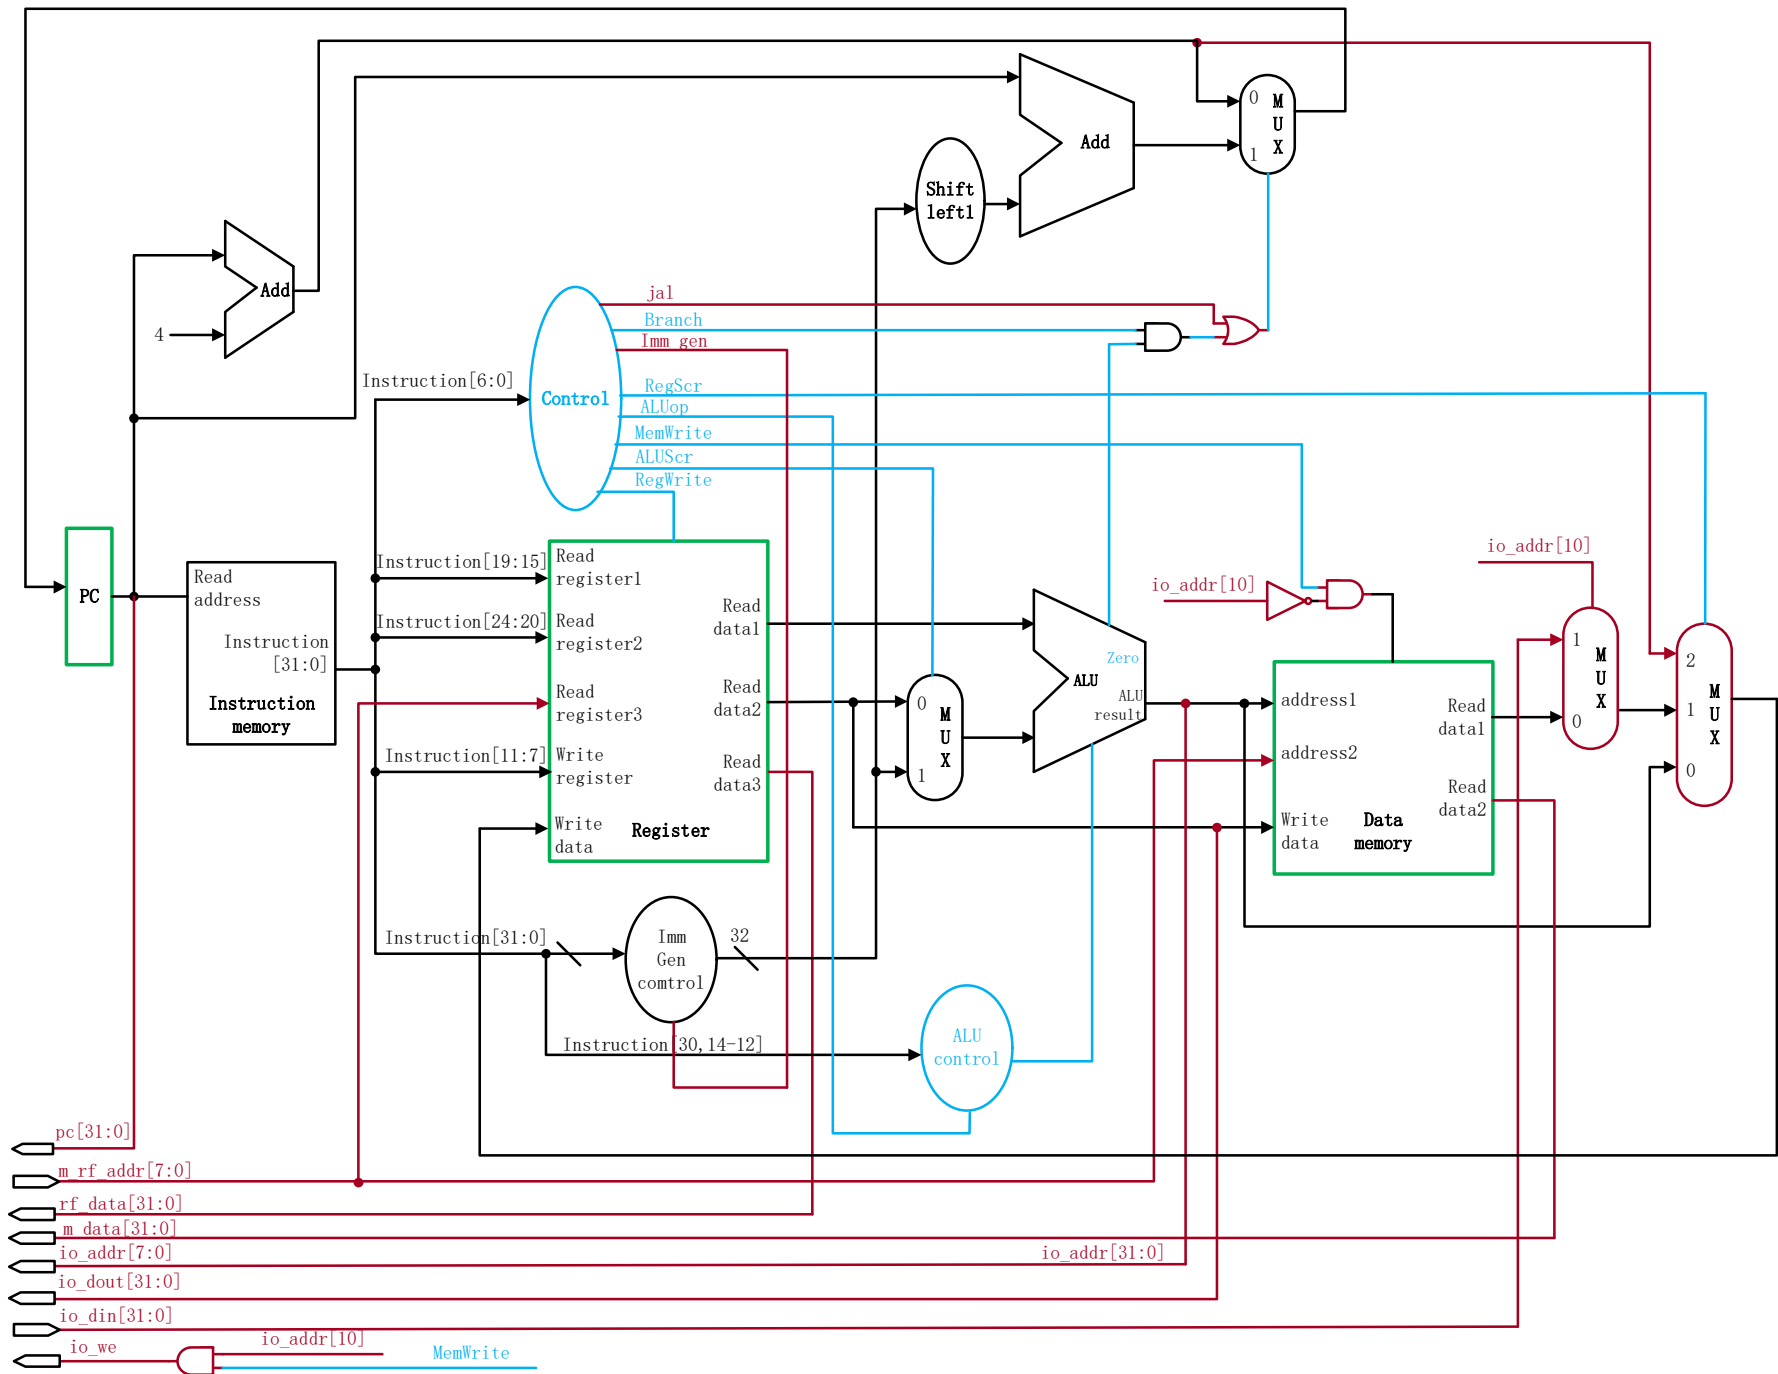 0
M
U
X
1
Add
Shift
left1
Add
4
jal
Branch
Imm gen
Instruction[6:0]
Control
RegScr
ALUop
MemWrite
ALUScr
RegWrite
PC
Read
address
Instruction
[31:0]
Instruction
memory
Instruction[19:15]
Read
register1
Instruction[24:20]
Read
register2
Read
register3
Instruction[11:7]
Write
register
Write
data
Register
Read
data1
Read
data2
Read
data3
0
M
U
X
1
Zero
ALU
ALU
result
io_addr[10]
io_addr[10]
address1
address2
Write
data
Data
memory
Read
data1
Read
data2
1
M
U
X
0
2
M
U
X
1
0
Instruction[31:0]
Imm
Gen
comtrol
32
Instruction[30,14-12]
ALU
control
pc[31:0]
m_rf_addr[7:0]
rf_data[31:0]
m_data[31:0]
io_addr[7:0]
io_addr[31:0]
io_dout[31:0]
io_din[31:0]
io_we
io_addr[10]
MemWrite